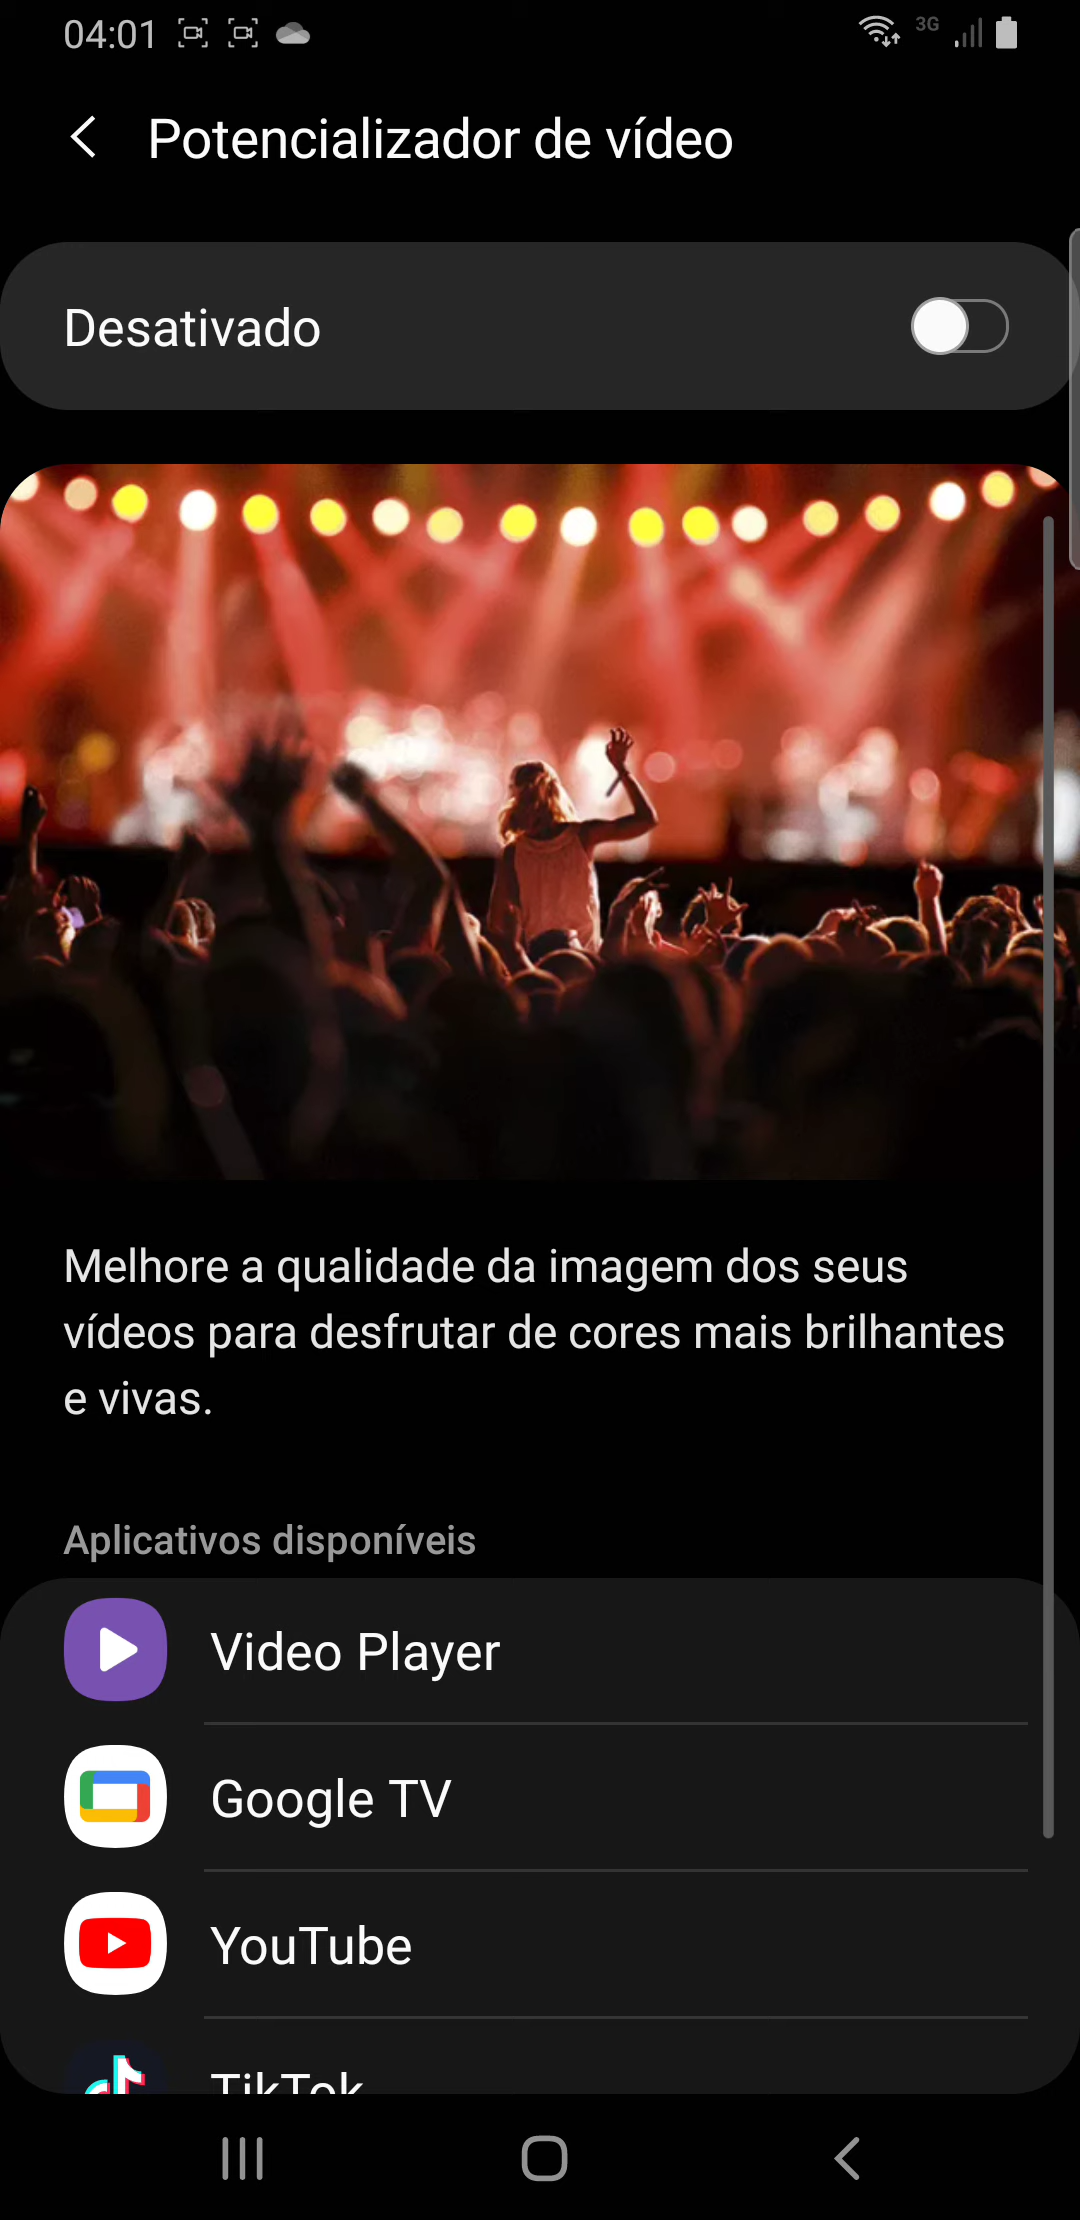 04:01
3G
Potencializador de vídeo
Desativado
Melhore a qualidade da imagem dos seus
vídeos para desfrutar de cores mais brilhantes
e vivas.
Aplicativos disponíveis
Video Player
Google TV
YouTube
TikTok